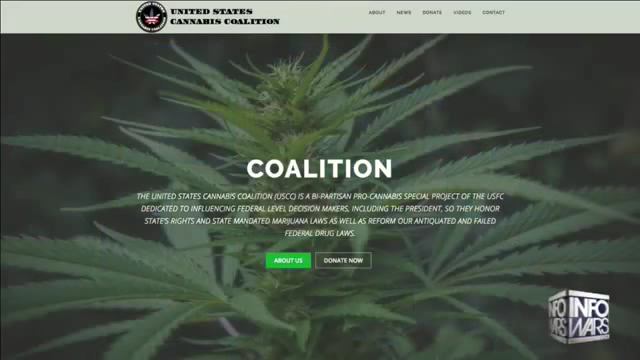 UNITED STATES
CANNABIS COALITION
ABOUT NEWS DONATE VIDEOS CONTACT
COALITION
THE UNITED STATES CANNABIS COALITION (USCC) IS A BI-PARTISAN PRO-CANNABIS SPECIAL PROJECT OF THE USFC
DEDICATED TO INFLUENCING FEDERAL LEVEL DECISION MAKERS, INCLUDING THE PRESIDENT, SO THEY HONOR
STATE'S RIGHTS AND STATE MANDATED MARIJUANA LAWS AS WELL AS REFORM OUR ANTIQUATED AND FAILED
FEDERAL DRUG LAWS.
ABOUT US DONATE NOW
INFO
WARS